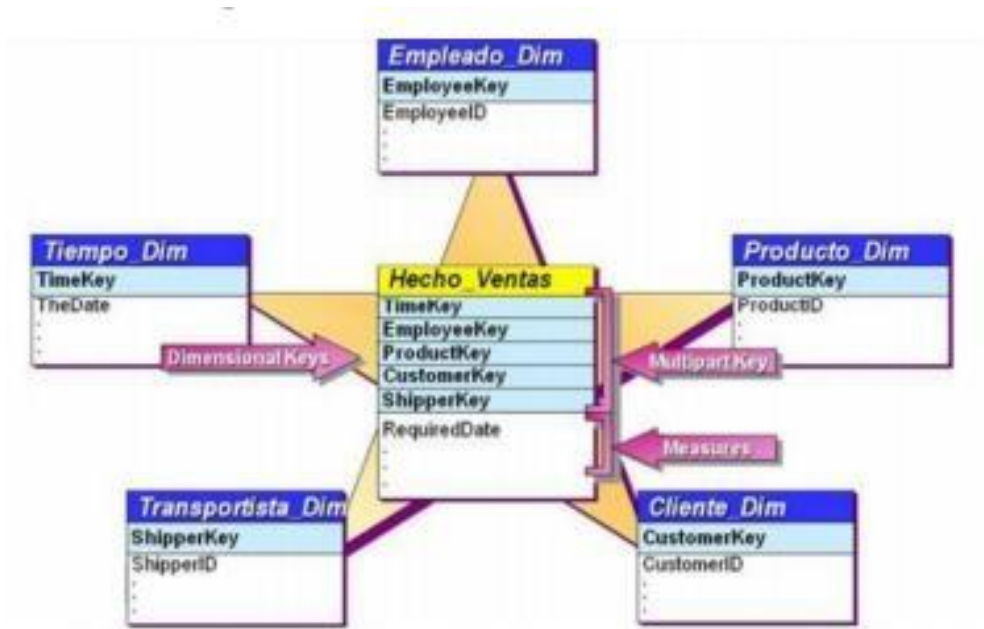 Empleado_Dim
EmployeeKey
EmployeeID
.
.
.
Tiempo_Dim
TimeKey
TheDate
.
.
.
Hecho_Ventas
TimeKey
EmployeeKey
ProductKey
CustomerKey
ShipperKey
RequiredDate
.
.
.
Producto_Dim
ProductKey
ProductID
.
.
.
Dimensional Keys
Multipart Key
Measures
Transportista_Dim
ShipperKey
ShipperID
.
.
.
Cliente_Dim
CustomerKey
CustomerID
.
.
.